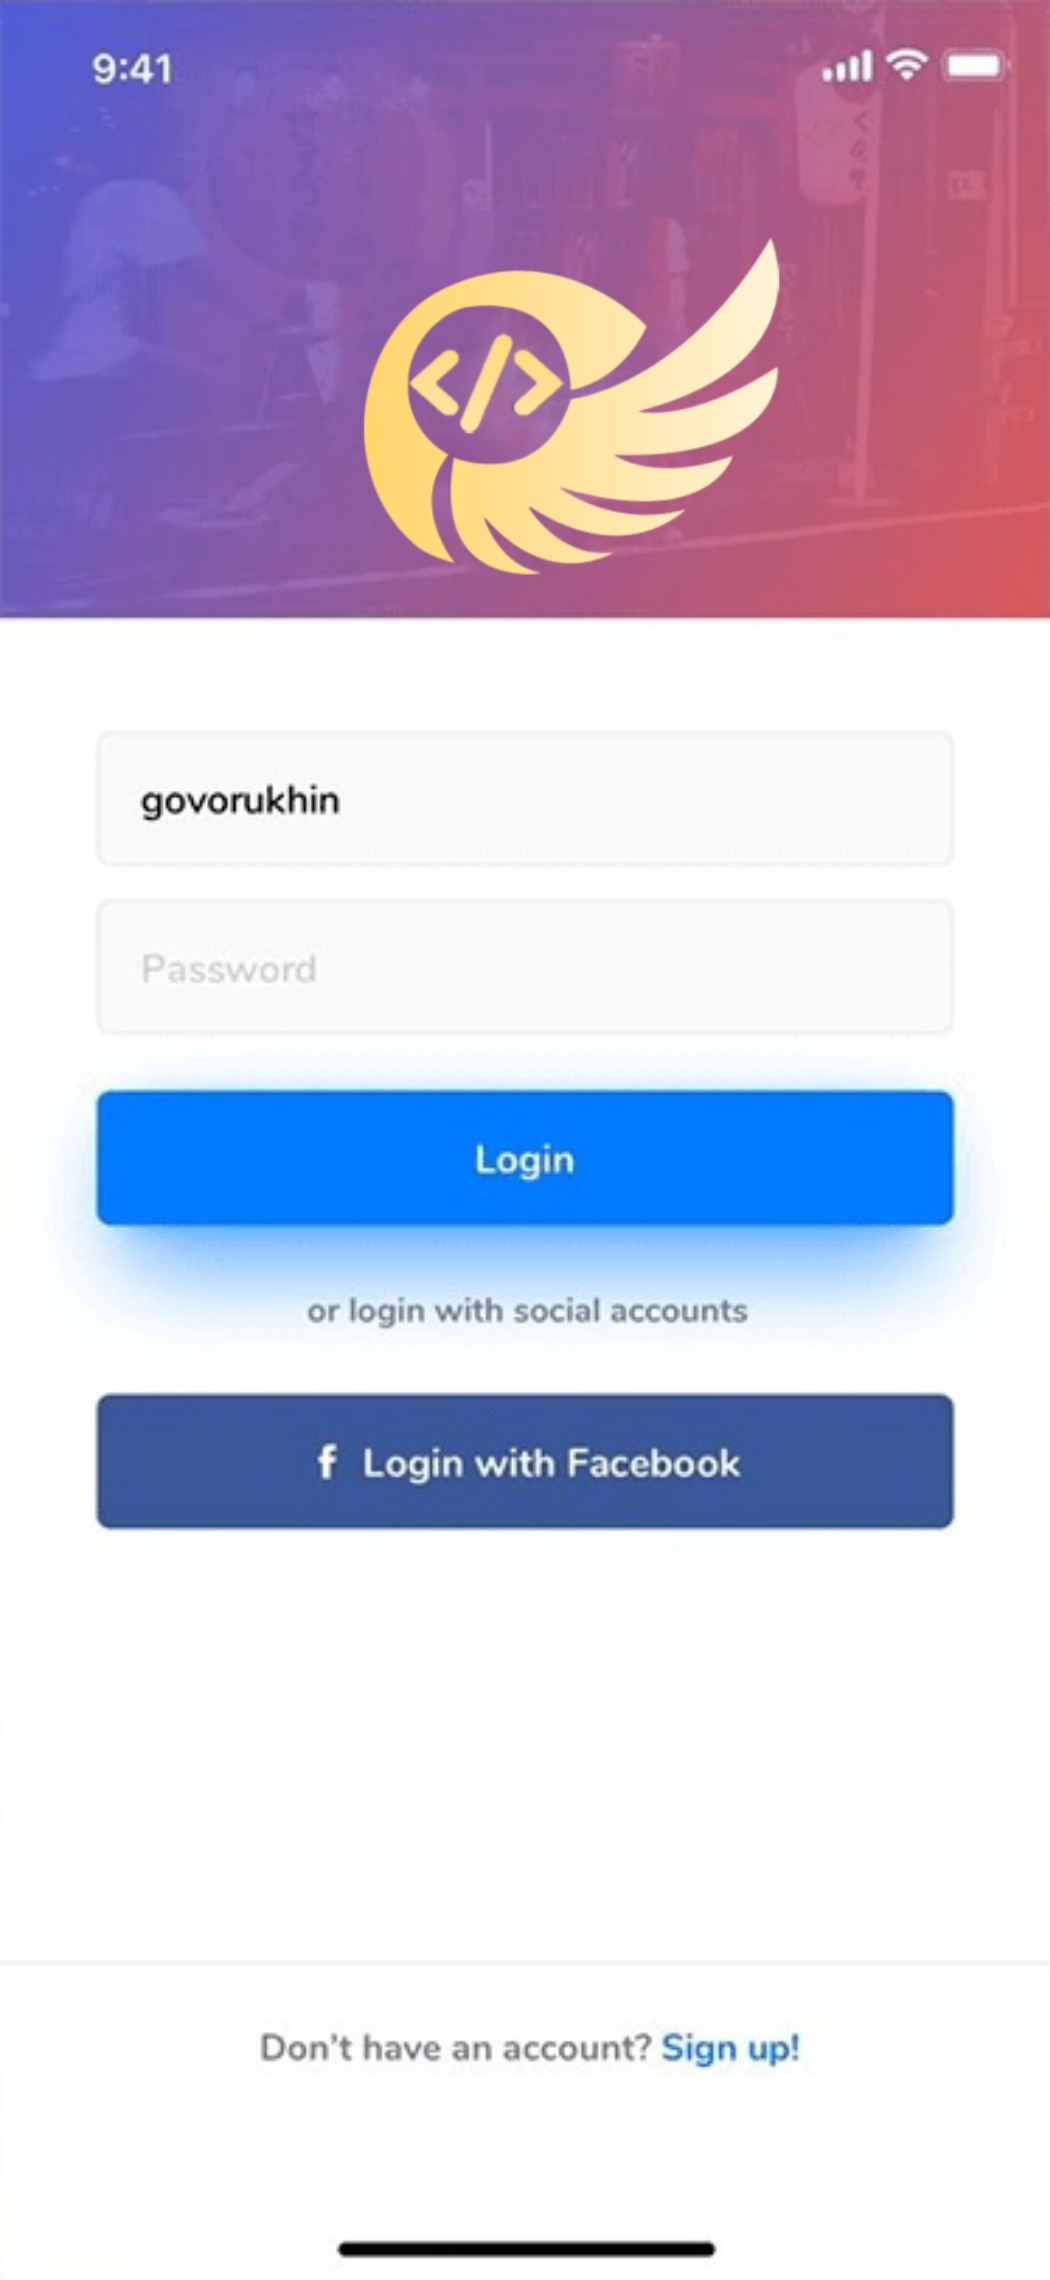 9:41
</>
govorukhin
Password
Login
or login with social accounts
f Login with Facebook
Don't have an account? Sign up!